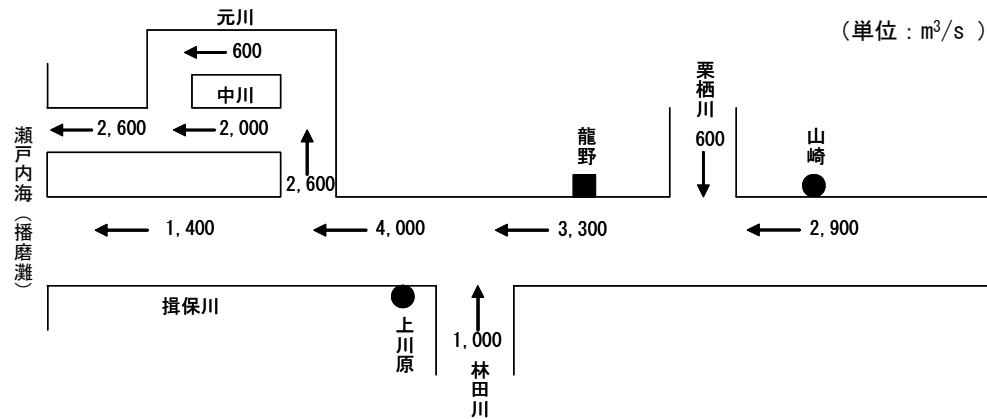 元川
（単位：m³/s ）
600
中川
2,600
2,000
2,600
瀬戸内海（播磨灘）
龍野
栗栖川
600
山崎
1,400
4,000
3,300
2,900
揖保川
上川原
1,000
林田川